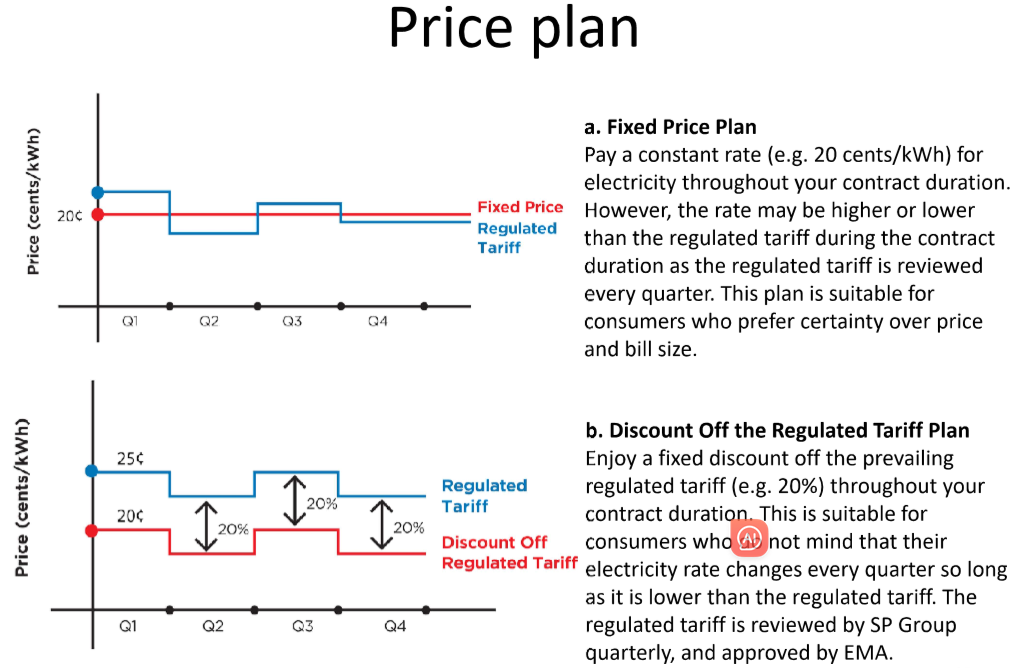 Price plan
Price (cents/kWh)
20¢
Fixed Price
Regulated
Tariff
Q1
Q2
Q3
Q4
a. Fixed Price Plan
Pay a constant rate (e.g. 20 cents/kWh) for
electricity throughout your contract duration.
However, the rate may be higher or lower
than the regulated tariff during the contract
duration as the regulated tariff is reviewed
every quarter. This plan is suitable for
consumers who prefer certainty over price
and bill size.
Price (cents/kWh)
25¢
20¢
20%
20%
20%
Regulated
Tariff
Discount Off
Regulated Tariff
Q1
Q2
Q3
Q4
b. Discount Off the Regulated Tariff Plan
Enjoy a fixed discount off the prevailing
regulated tariff (e.g. 20%) throughout your
contract duration. This is suitable for
consumers who not mind that their
electricity rate changes every quarter so long
as it is lower than the regulated tariff. The
regulated tariff is reviewed by SP Group
quarterly, and approved by EMA.